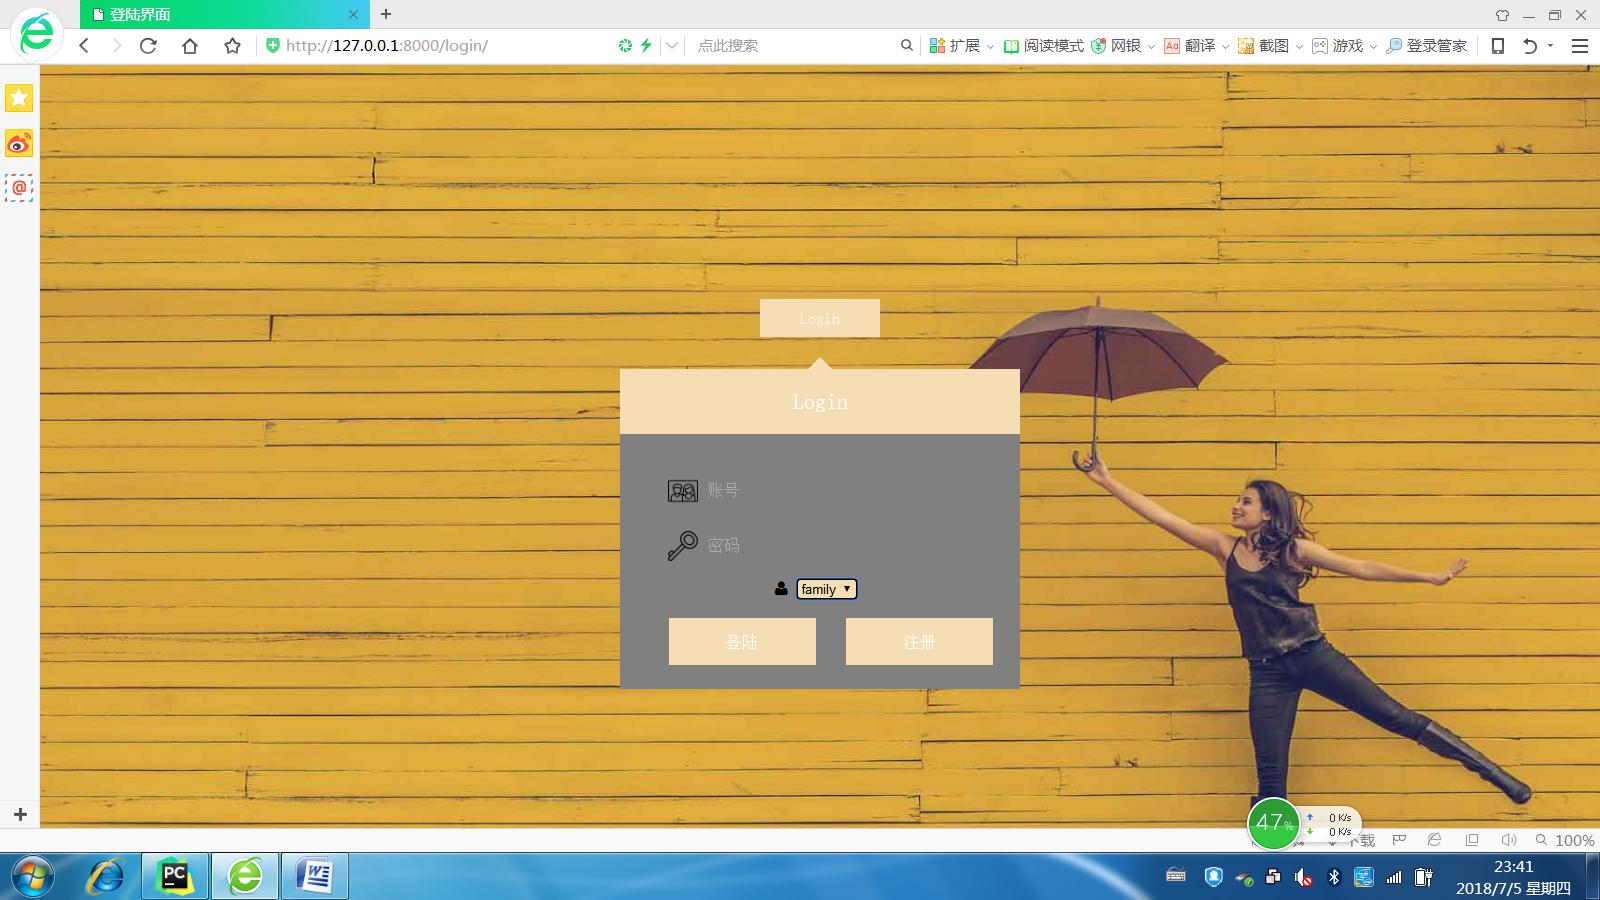 登陆界面
http://127.0.0.1:8000/login/
点此搜索
扩展
阅读模式
网银
翻译
截图
游戏
登录管家
Login
Login
账号
密码
family
登陆
注册
47%
0 K/s
0 K/s
下载
100%
PC
23:41
2018/7/5 星期四